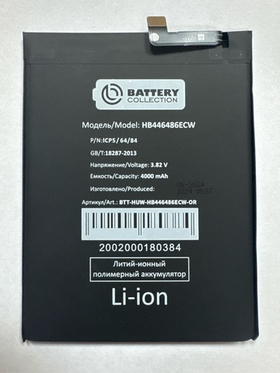 BATTERY
COLLECTION
Модель/Model: HB446486ECW
P/N:ICP5/64/84
GB/T:18287-2013
Напряжение/Voltage: 3.82 V
Емкость/Capacity: 4000 mAh
Изготовлено/Produced:
Артикул/Art.: BTT-HUW-HB446486ECW-OR
2002000180384
Литий-ионный
полимерный аккумулятор
Li-ion